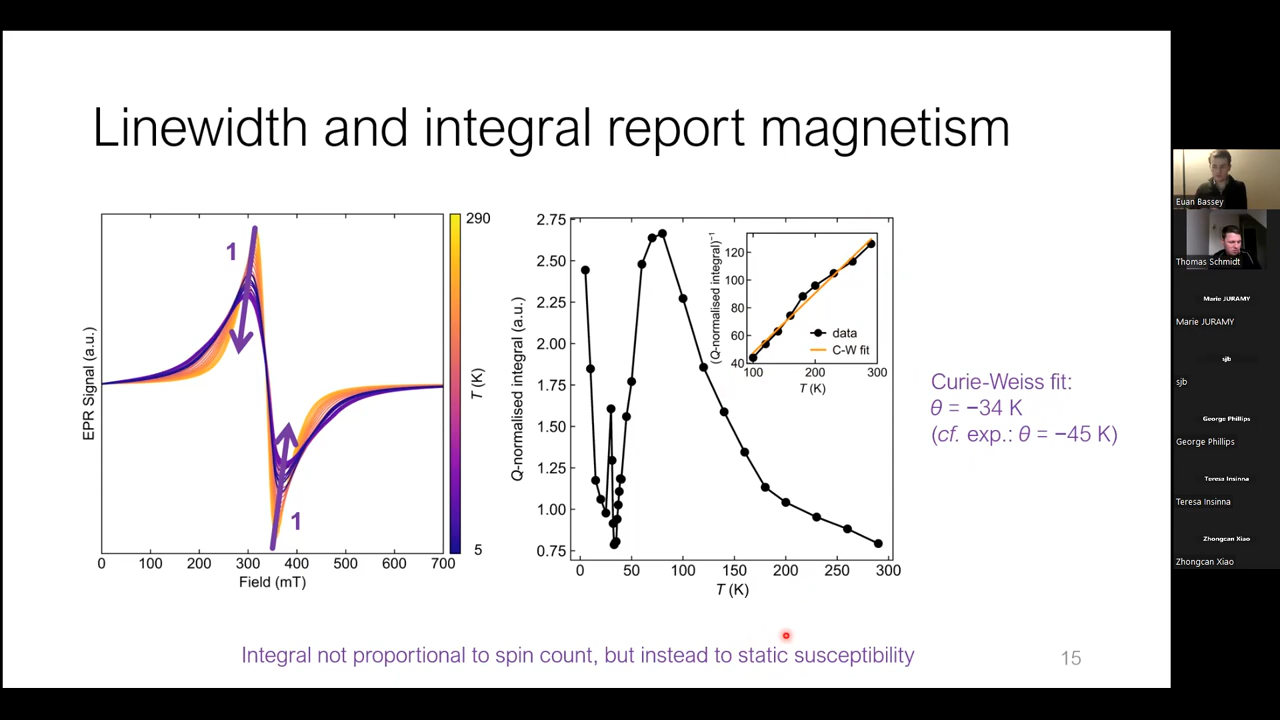 Linewidth and integral report magnetism
EPR Signal (a.u.)
1
1
0 100 200 300 400 500 600 700
Field (mT)
290
T (K)
5
Q-normalised integral (a.u.)
2.75
2.50
2.25
2.00
1.75
1.50
1.25
1.00
0.75
0 50 100 150 200 250 300
T (K)
(Q-normalised integral)⁻¹
120
100
80
60
40
data
C-W fit
100 200 300
T (K)
Curie-Weiss fit:
θ = −34 K
(cf. exp.: θ = −45 K)
Integral not proportional to spin count, but instead to static susceptibility
15
Euan Bassey
Thomas Schmidt
Marie JURAMY
Marie JURAMY
sjb
sjb
George Phillips
George Phillips
Teresa Insinna
Teresa Insinna
Zhongcan Xiao
Zhongcan Xiao